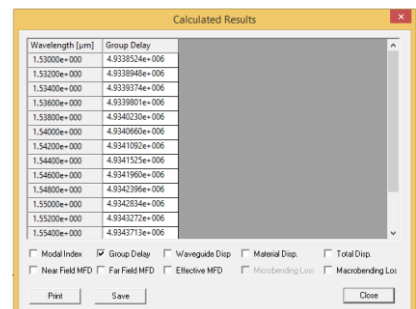 Calculated Results
Wavelength [µm] Group Delay
1.53000e+000 4.9338524e+006
1.53200e+000 4.9338948e+006
1.53400e+000 4.9339374e+006
1.53600e+000 4.9339801e+006
1.53800e+000 4.9340230e+006
1.54000e+000 4.9340660e+006
1.54200e+000 4.9341092e+006
1.54400e+000 4.9341525e+006
1.54600e+000 4.9341960e+006
1.54800e+000 4.9342396e+006
1.55000e+000 4.9342834e+006
1.55200e+000 4.9343272e+006
1.55400e+000 4.9343713e+006
Modal Index Group Delay Waveguide Disp Material Disp. Total Disp.
Near Field MFD Far Field MFD Effective MFD Microbending Loss Macrobending Los
Print Save Close